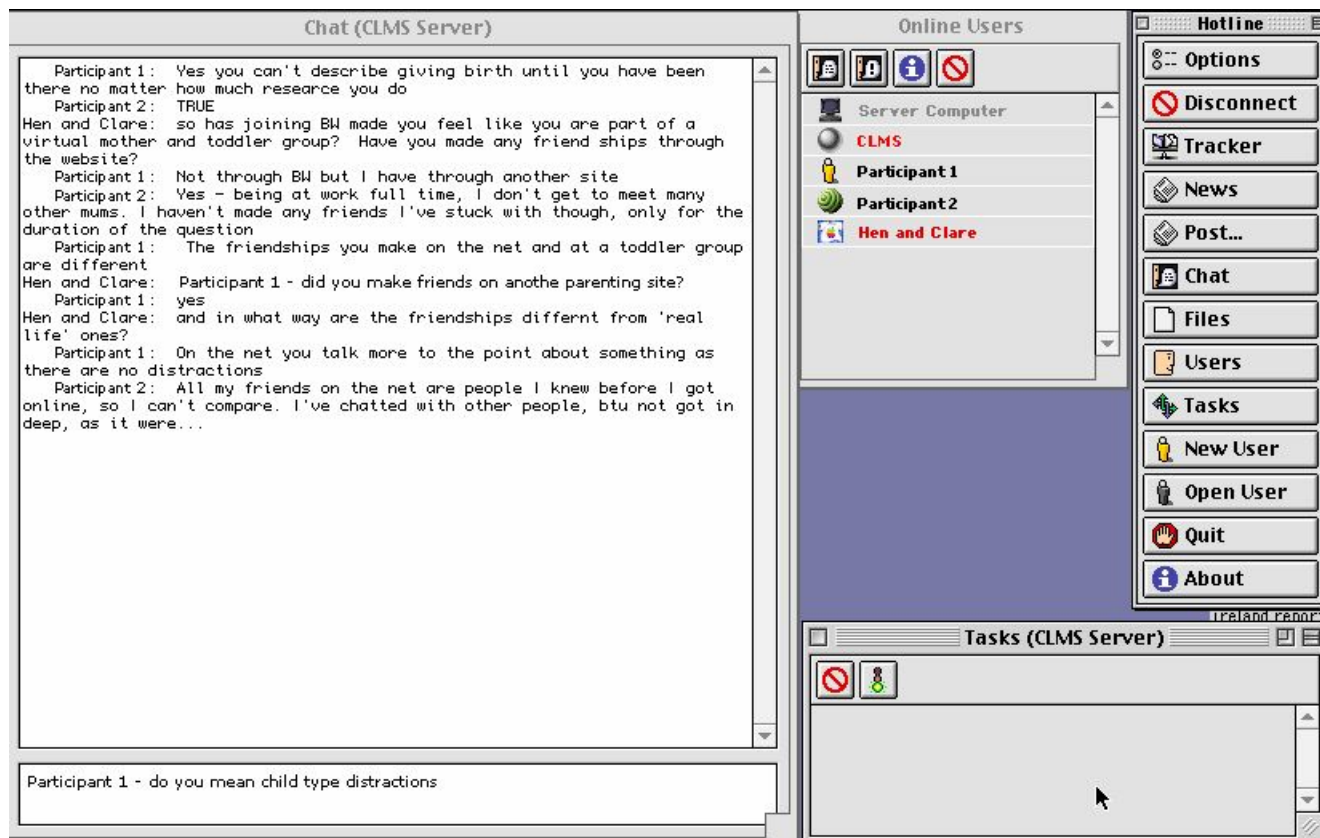 Chat (CLMS Server)
Participant 1: Yes you can't describe giving birth until you have been
there no matter how much researce you do
Participant 2: TRUE
Hen and Clare: so has joining BW made you feel like you are part of a
virtual mother and toddler group? Have you made any friend ships through
the website?
Participant 1: Not through BW but I have through another site
Participant 2: Yes - being at work full time, I don't get to meet many
other mums. I haven't made any friends I've stuck with though, only for the
duration of the question
Participant 1: The friendships you make on the net and at a toddler group
are different
Hen and Clare: Participant 1 - did you make friends on anothe parenting site?
Participant 1: yes
Hen and Clare: and in what way are the friendships differnt from 'real
life' ones?
Participant 1: On the net you talk more to the point about something as
there are no distractions
Participant 2: All my friends on the net are people I knew before I got
online, so I can't compare. I've chatted with other people, btu not got in
deep, as it were...
Participant 1 - do you mean child type distractions
Online Users
Server Computer
CLMS
Participant 1
Participant 2
Hen and Clare
Hotline
Options
Disconnect
Tracker
News
Post...
Chat
Files
Users
Tasks
New User
Open User
Quit
About
ireland repor
Tasks (CLMS Server)